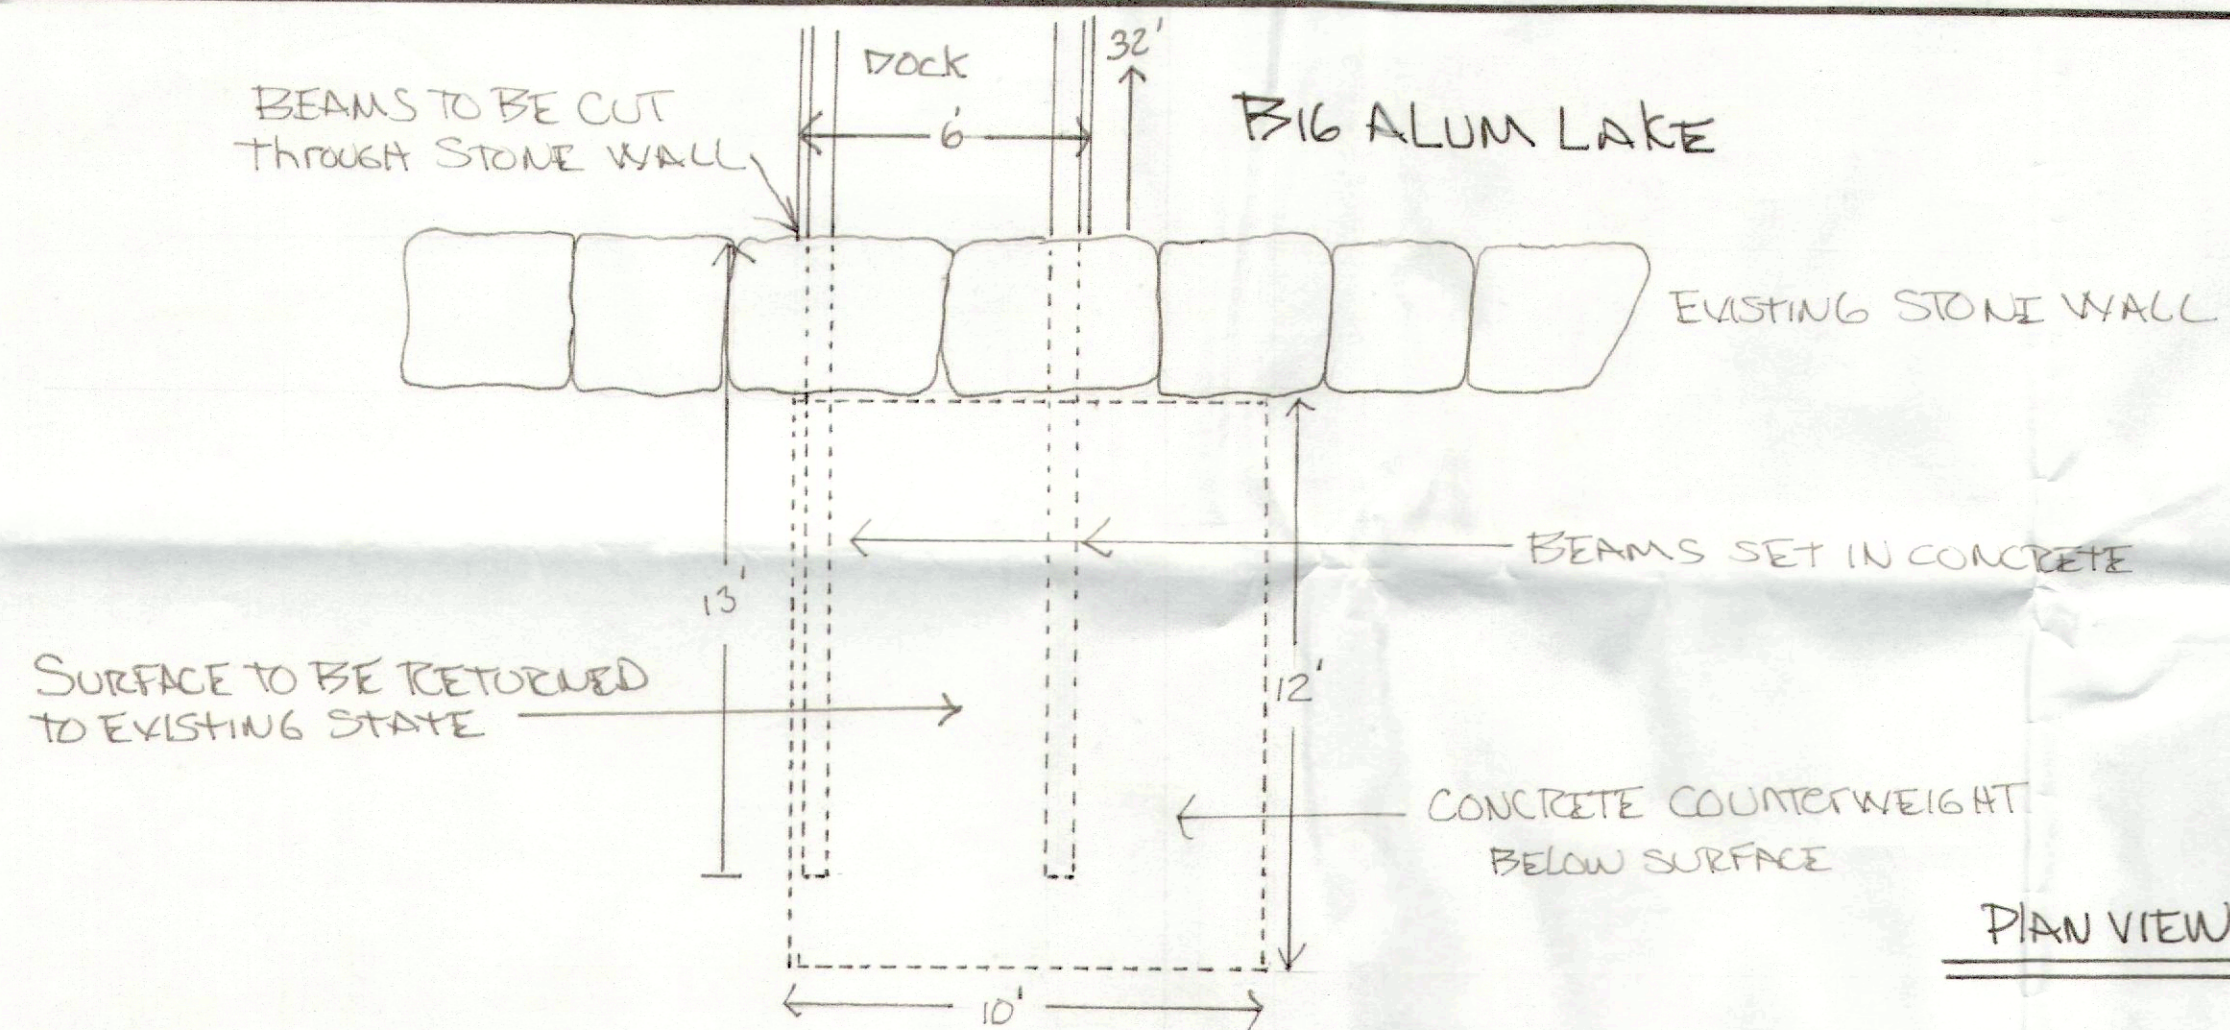 DOCK
32'
BEAMS TO BE CUT
THROUGH STONE WALL
6'
BIG ALUM LAKE
EXISTING STONE WALL
BEAMS SET IN CONCRETE
13'
SURFACE TO BE RETURNED
TO EXISTING STATE
12'
CONCRETE COUNTERWEIGHT
BELOW SURFACE
PLAN VIEW
10'